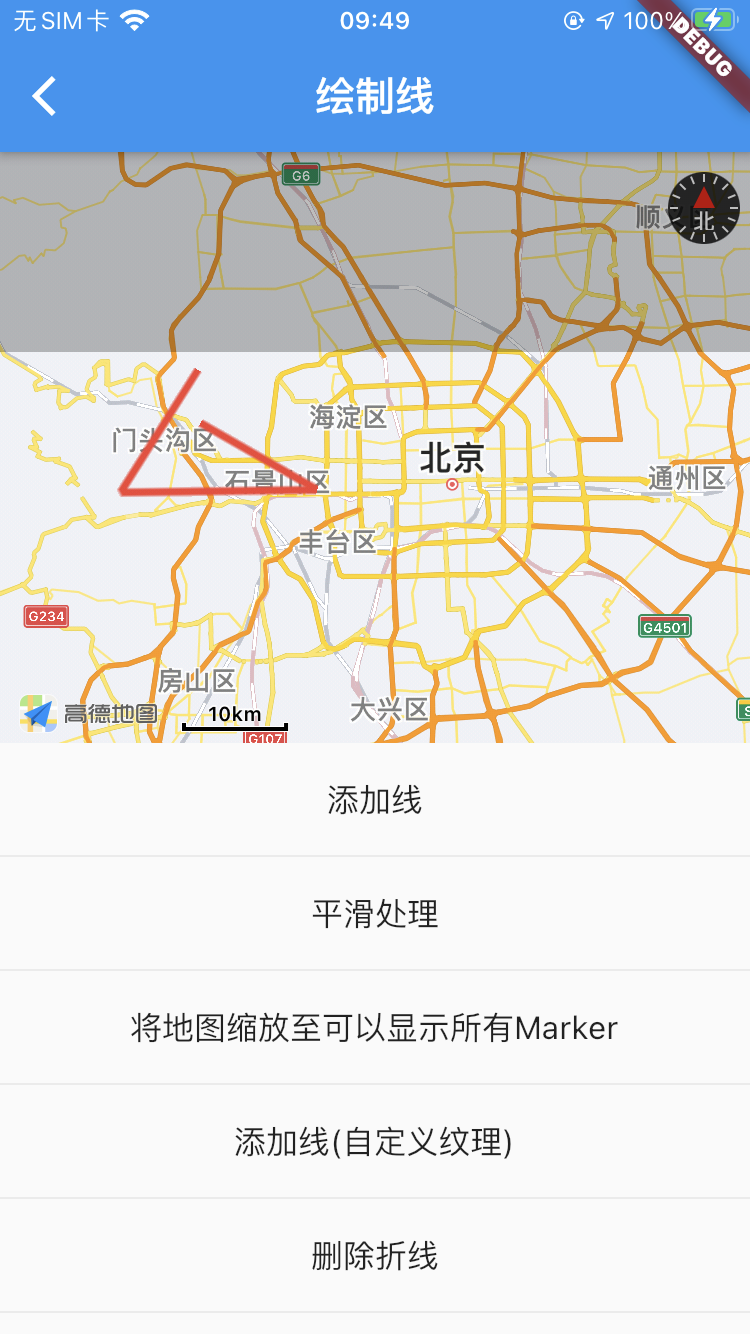 无SIM卡 09:49 100%
DEBUG
绘制线
G6
顺义
北
海淀区
门头沟区
北京
石景山区
通州区
丰台区
G234
G4501
房山区
大兴区
高德地图
10km
S
G107
添加线
平滑处理
将地图缩放至可以显示所有Marker
添加线(自定义纹理)
删除折线